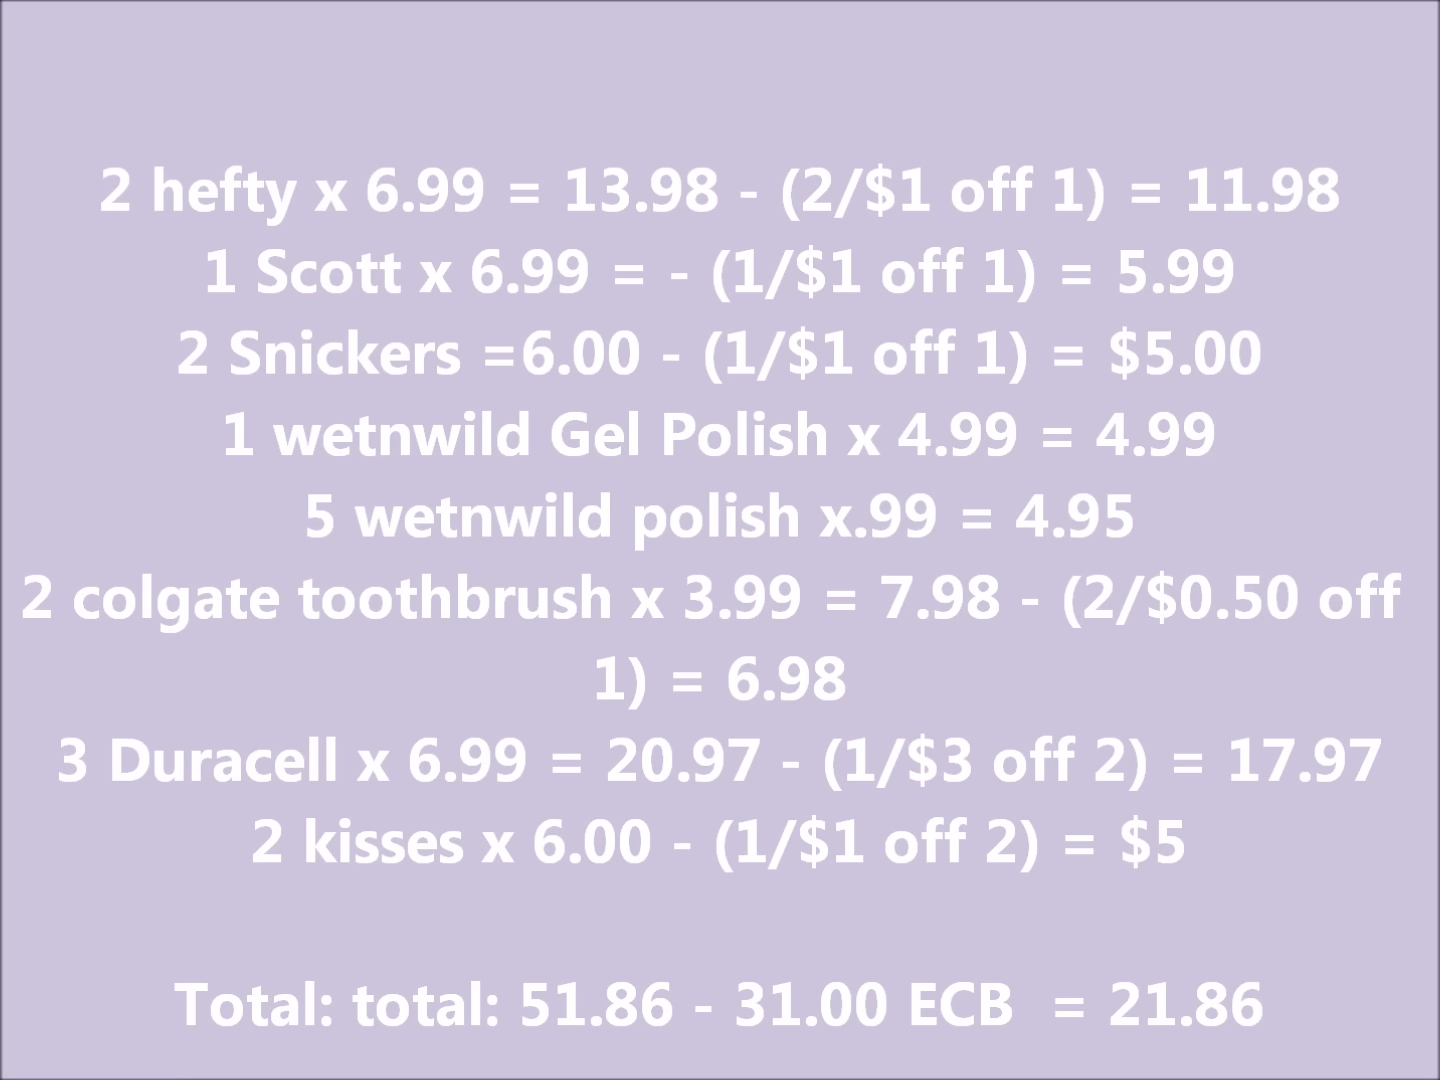 2 hefty x 6.99 = 13.98 - (2/$1 off 1) = 11.98
1 Scott x 6.99 = - (1/$1 off 1) = 5.99
2 Snickers =6.00 - (1/$1 off 1) = $5.00
1 wetnwild Gel Polish x 4.99 = 4.99
5 wetnwild polish x.99 = 4.95
2 colgate toothbrush x 3.99 = 7.98 - (2/$0.50 off
1) = 6.98
3 Duracell x 6.99 = 20.97 - (1/$3 off 2) = 17.97
2 kisses x 6.00 - (1/$1 off 2) = $5
Total: total: 51.86 - 31.00 ECB = 21.86